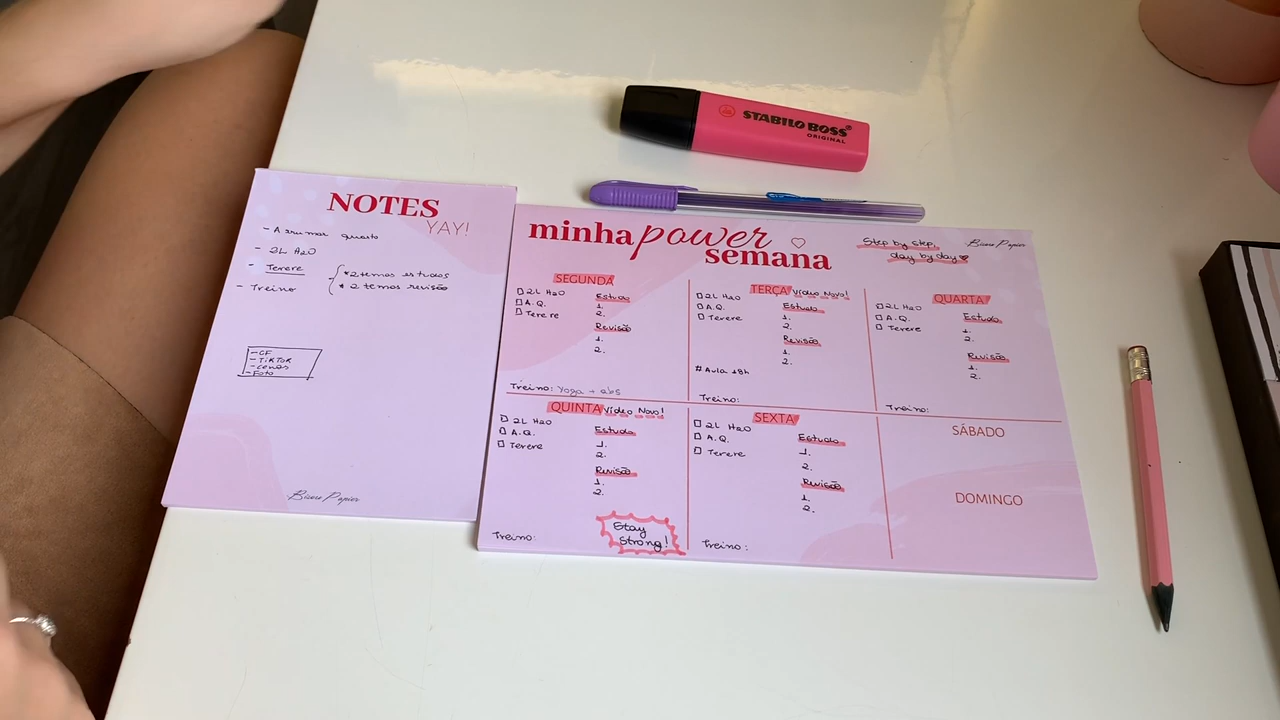 STABILO BOSS
ORIGINAL
NOTES
YAY!
- Arrumar quarto
- 2L H2O
- Terere
- Treino
* 2 temas estudos
* 2 temas revisão
- CF
- TikTok
- Cenas
- Foto
Bizuri Papier
minha power semana
Step by step,
day by day
SEGUNDA
2L H2O
A.Q.
Terere
Estudo
1.
2.
Revisão
1.
2.
Treino: Yoga + abs
TERÇA Vídeo Novo!
2L H2O
A.Q.
Terere
Estudo
1.
2.
Revisão
1.
2.
# Aula 18h
Treino:
QUARTA
2L H2O
A.Q.
Terere
Estudo
1.
2.
Revisão
1.
2.
Treino:
QUINTA Vídeo Novo!
2L H2O
A.Q.
Terere
Estudo
1.
2.
Revisão
1.
2.
Treino:
Stay
strong!
SEXTA
2L H2O
A.Q.
Terere
Estudo
1.
2.
Revisão
1.
2.
Treino:
SÁBADO
DOMINGO